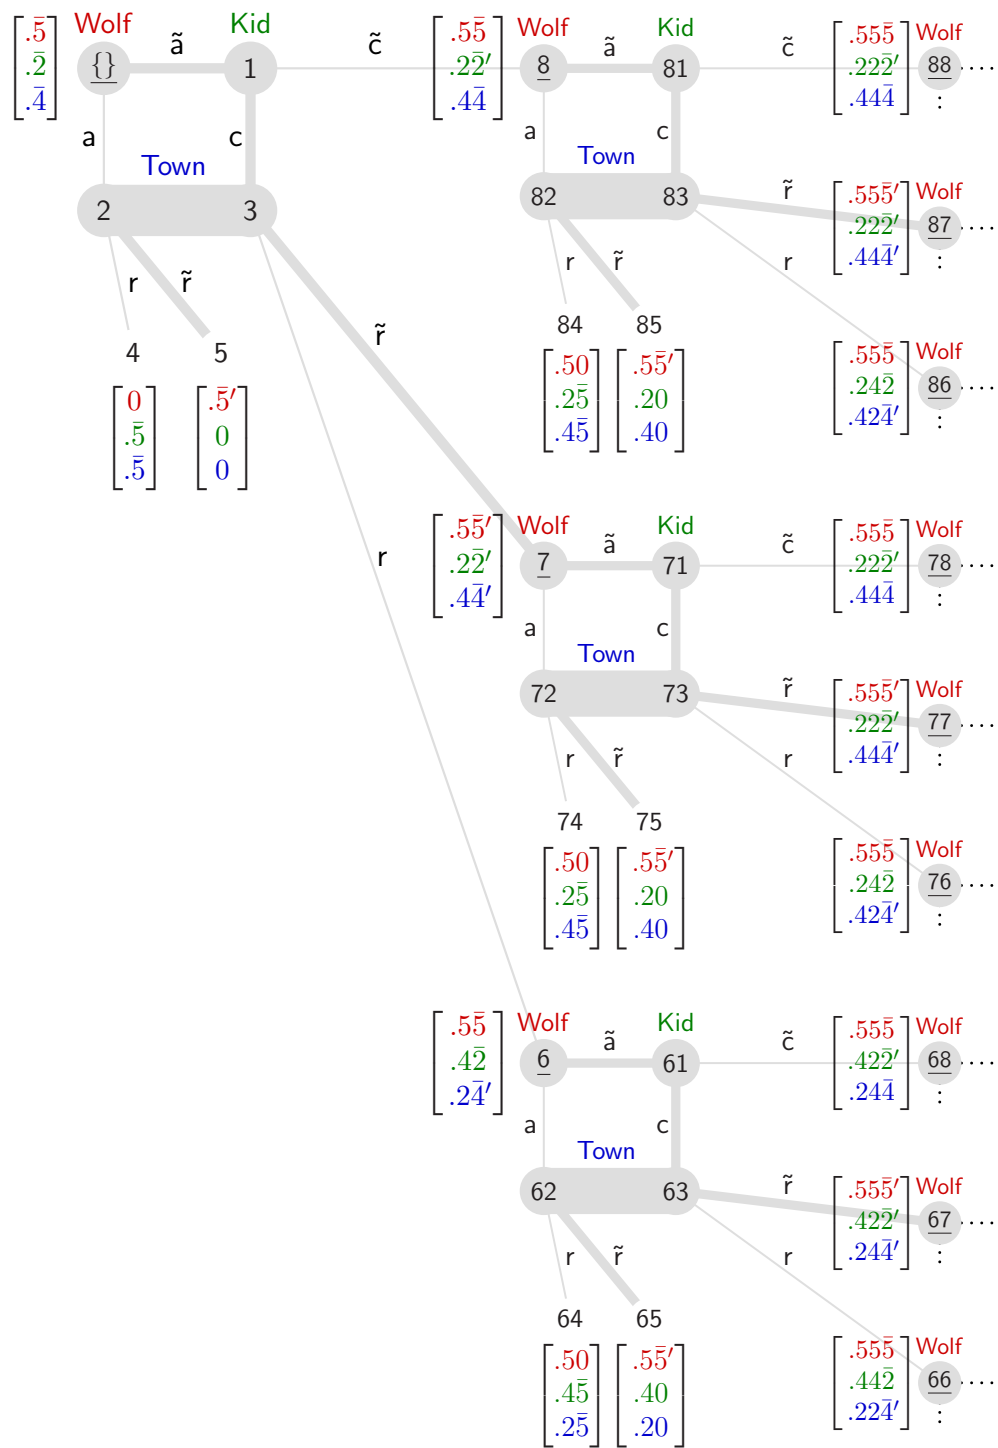 Wolf ã Kid c̃
[.5̄ .2̄ .4̄] {} 1
a c
Town
2 3
r r̃
4 5
[0 .5̄ .5̄] [.5̄′ 0 0]
r̃
r
[.55̄ .22̄′ .44̄] Wolf ã Kid c̃
8 81
a c
Town
82 83
r r̃
84 85
[.50 .25̄ .45̄] [.55̄′ .20 .40]
[.555̄ .222̄′ .444̄] Wolf
88 ....
:
r̃
[.555̄′ .222̄′ .444̄′] Wolf
87 ....
:
r
[.555̄ .242̄ .424̄′] Wolf
86 ....
:
[.55̄′ .22̄′ .44̄′] Wolf ã Kid c̃
7 71
a c
Town
72 73
r r̃
74 75
[.50 .25̄ .45̄] [.55̄′ .20 .40]
[.555̄ .222̄′ .444̄] Wolf
78 ....
:
r̃
[.555̄′ .222̄′ .444̄′] Wolf
77 ....
:
r
[.555̄ .242̄ .424̄′] Wolf
76 ....
:
[.55̄ .42̄ .24̄′] Wolf ã Kid c̃
6 61
a c
Town
62 63
r r̃
64 65
[.50 .45̄ .25̄] [.55̄′ .40 .20]
[.555̄ .422̄′ .244̄] Wolf
68 ....
:
r̃
[.555̄′ .422̄′ .244̄′] Wolf
67 ....
:
r
[.555̄ .442̄ .224̄′] Wolf
66 ....
: